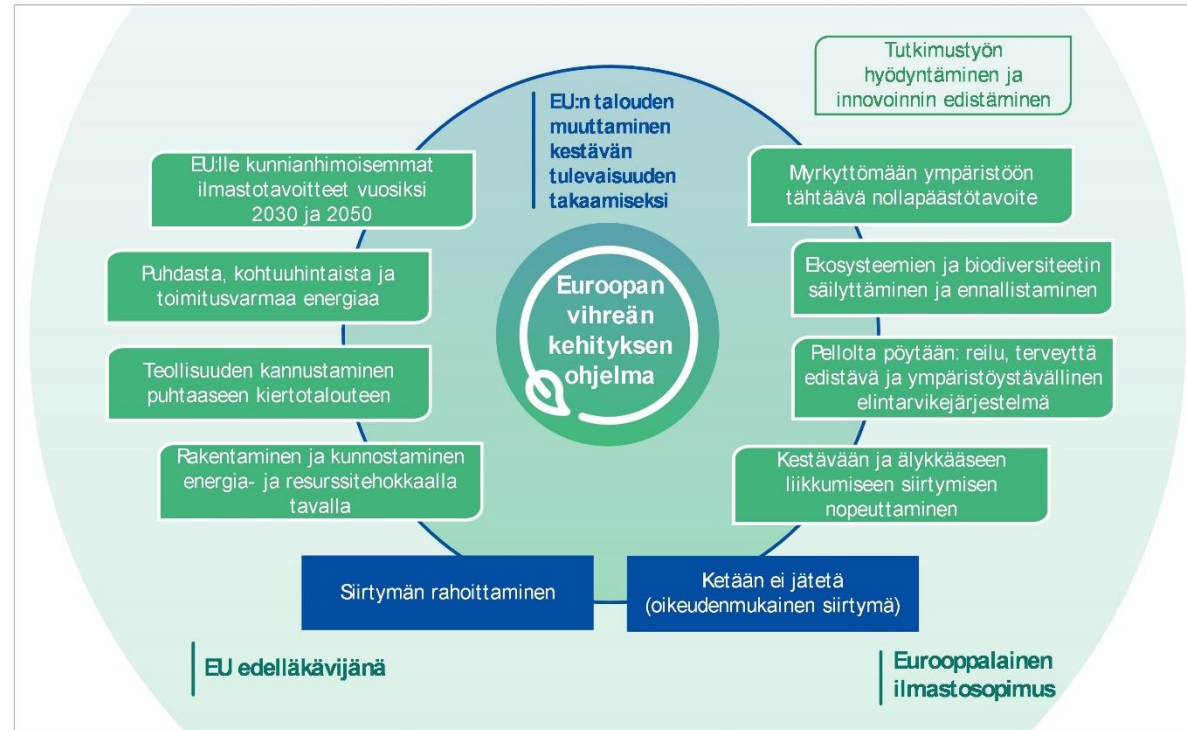 Tutkimustyön
hyödyntäminen ja
innovoinnin edistäminen
EU:n talouden
muuttaminen
kestävän
tulevaisuuden
takaamiseksi
EU:lle kunnianhimoisemmat
ilmastotavoitteet vuosiksi
2030 ja 2050
Puhdasta, kohtuuhintaista ja
toimitusvarmaa energiaa
Teollisuuden kannustaminen
puhtaaseen kiertotalouteen
Rakentaminen ja kunnostaminen
energia- ja resurssitehokkaalla
tavalla
Euroopan
vihreän
kehityksen
ohjelma
Myrkyttömään ympäristöön
tähtäävä nollapäästötavoite
Ekosysteemien ja biodiversiteetin
säilyttäminen ja ennallistaminen
Pellolta pöytään: reilu, terveyttä
edistävä ja ympäristöystävällinen
elintarvikejärjestelmä
Kestävään ja älykkääseen
liikkumiseen siirtymisen
nopeuttaminen
Siirtymän rahoittaminen
Ketään ei jätetä
(oikeudenmukainen siirtymä)
EU edelläkävijänä
Eurooppalainen
ilmastosopimus